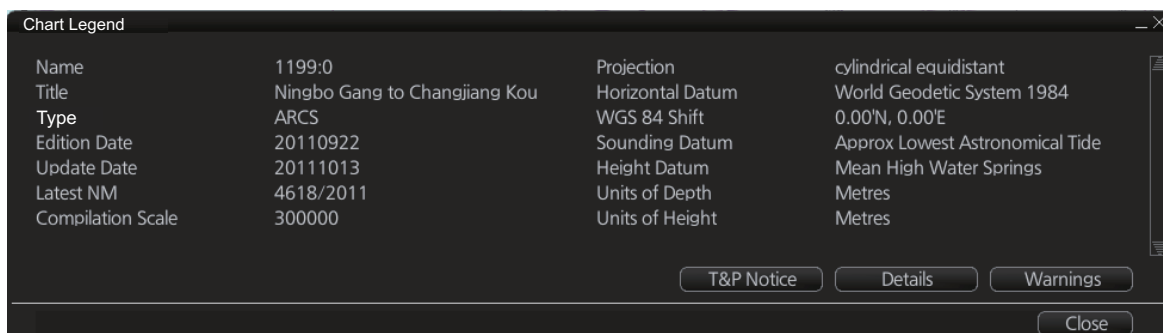 Chart Legend
Name 1199:0 Projection cylindrical equidistant
Title Ningbo Gang to Changjiang Kou Horizontal Datum World Geodetic System 1984
Type ARCS WGS 84 Shift 0.00'N, 0.00'E
Edition Date 20110922 Sounding Datum Approx Lowest Astronomical Tide
Update Date 20111013 Height Datum Mean High Water Springs
Latest NM 4618/2011 Units of Depth Metres
Compilation Scale 300000 Units of Height Metres
T&P Notice Details Warnings
Close